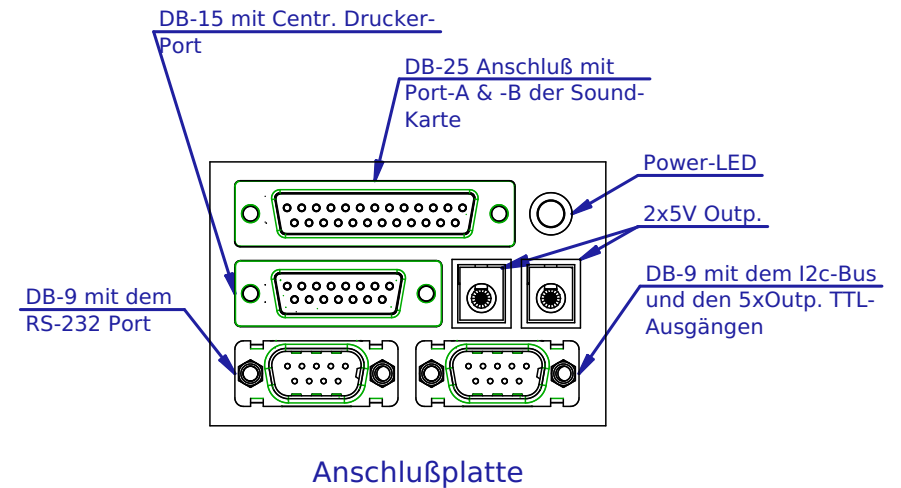 DB-15 mit Centr. Drucker-
Port
DB-25 Anschluß mit
Port-A & -B der Sound-
Karte
Power-LED
2x5V Outp.
DB-9 mit dem I2c-Bus
und den 5xOutp. TTL-
Ausgängen
DB-9 mit dem
RS-232 Port
Anschlußplatte